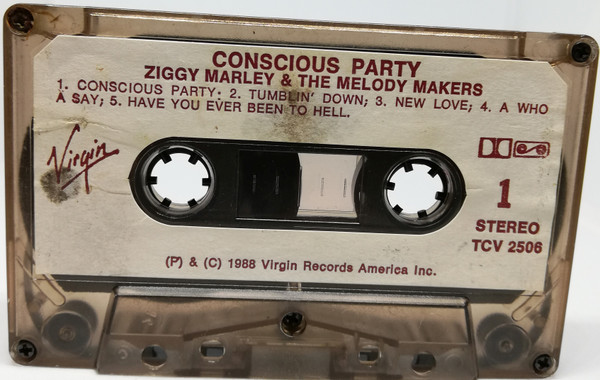 CONSCIOUS PARTY
ZIGGY MARLEY & THE MELODY MAKERS
1. CONSCIOUS PARTY. 2. TUMBLIN' DOWN; 3. NEW LOVE; 4. A WHO
A SAY; 5. HAVE YOU EVER BEEN TO HELL.
Virgin
1
STEREO
TCV 2506
(P) & (C) 1988 Virgin Records America Inc.